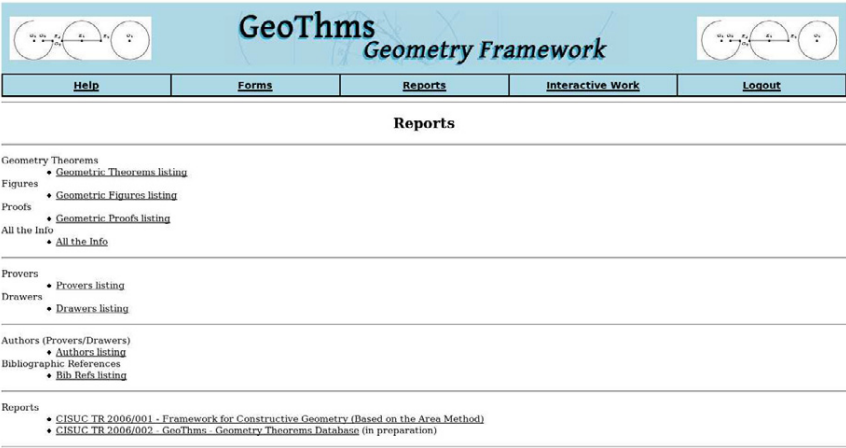 GeoThms
Geometry Framework
Help Forms Reports Interactive Work Logout
Reports
Geometry Theorems
• Geometric Theorems listing
Figures
• Geometric Figures listing
Proofs
• Geometric Proofs listing
All the Info
• All the Info
Provers
• Provers listing
Drawers
• Drawers listing
Authors (Provers/Drawers)
• Authors listing
Bibliographic References
• Bib Refs listing
Reports
• CISUC TR 2006/001 - Framework for Constructive Geometry (Based on the Area Method)
• CISUC TR 2006/002 - GeoThms - Geometry Theorems Database (in preparation)